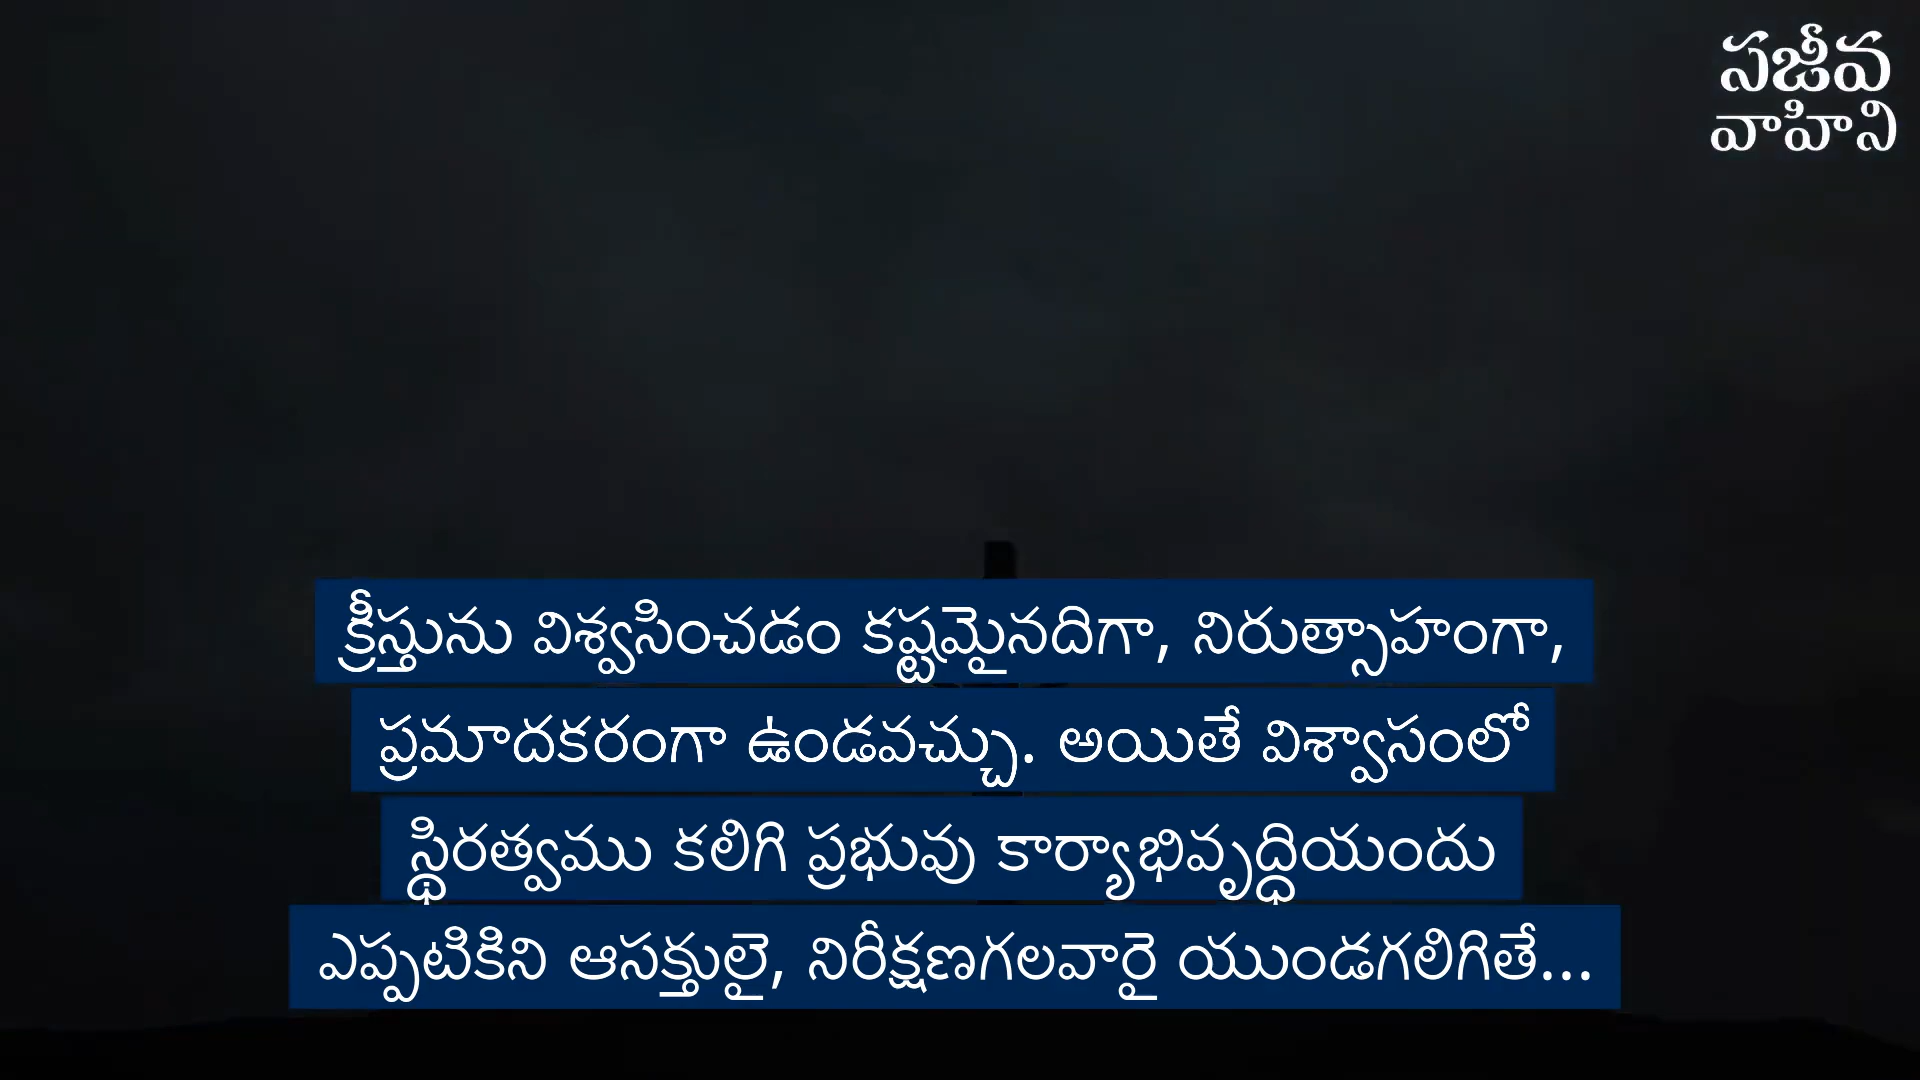 సజీవ
వాహిని
క్రీస్తును విశ్వసించడం కష్టమైనదిగా, నిరుత్సాహంగా,
ప్రమాదకరంగా ఉండవచ్చు. అయితే విశ్వాసంలో
స్థిరత్వము కలిగి ప్రభువు కార్యాభివృద్ధియందు
ఎప్పటికిని ఆసక్తులై, నిరీక్షణగలవారై యుండగలిగితే...